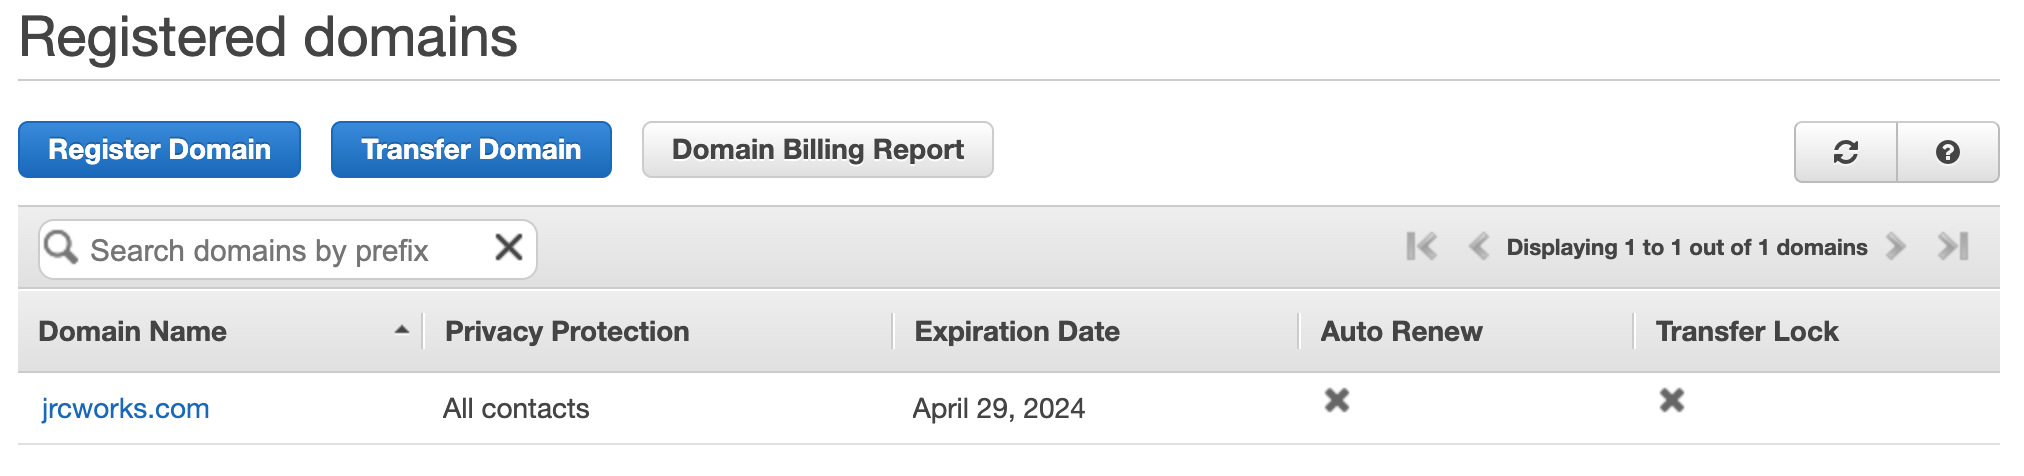 Registered domains
Register Domain Transfer Domain Domain Billing Report
Search domains by prefix Displaying 1 to 1 out of 1 domains
Domain Name Privacy Protection Expiration Date Auto Renew Transfer Lock
jrcworks.com All contacts April 29, 2024